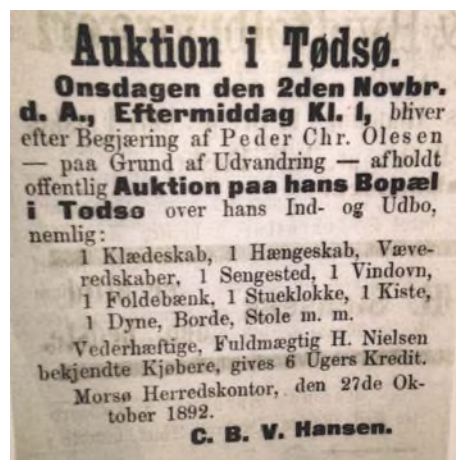 Auktion i Tødsø.
Onsdagen den 2den Novbr.
d. A., Eftermiddag Kl. 1, bliver
efter Begjæring af Peder Chr. Olesen
— paa Grund af Udvandring — afholdt
offentlig Auktion paa hans Bopæl
i Tødsø over hans Ind- og Udbo,
nemlig:
1 Klædeskab, 1 Hængeskab, Væve-
redskaber, 1 Sengested, 1 Vindovn,
1 Foldebænk, 1 Stueklokke, 1 Kiste,
1 Dyne, Borde, Stole m. m.
Vederhæftige, Fuldmægtig H. Nielsen
bekjendte Kjøbere, gives 6 Ugers Kredit.
Morsø Herredskontor, den 27de Ok-
tober 1892.
C. B. V. Hansen.